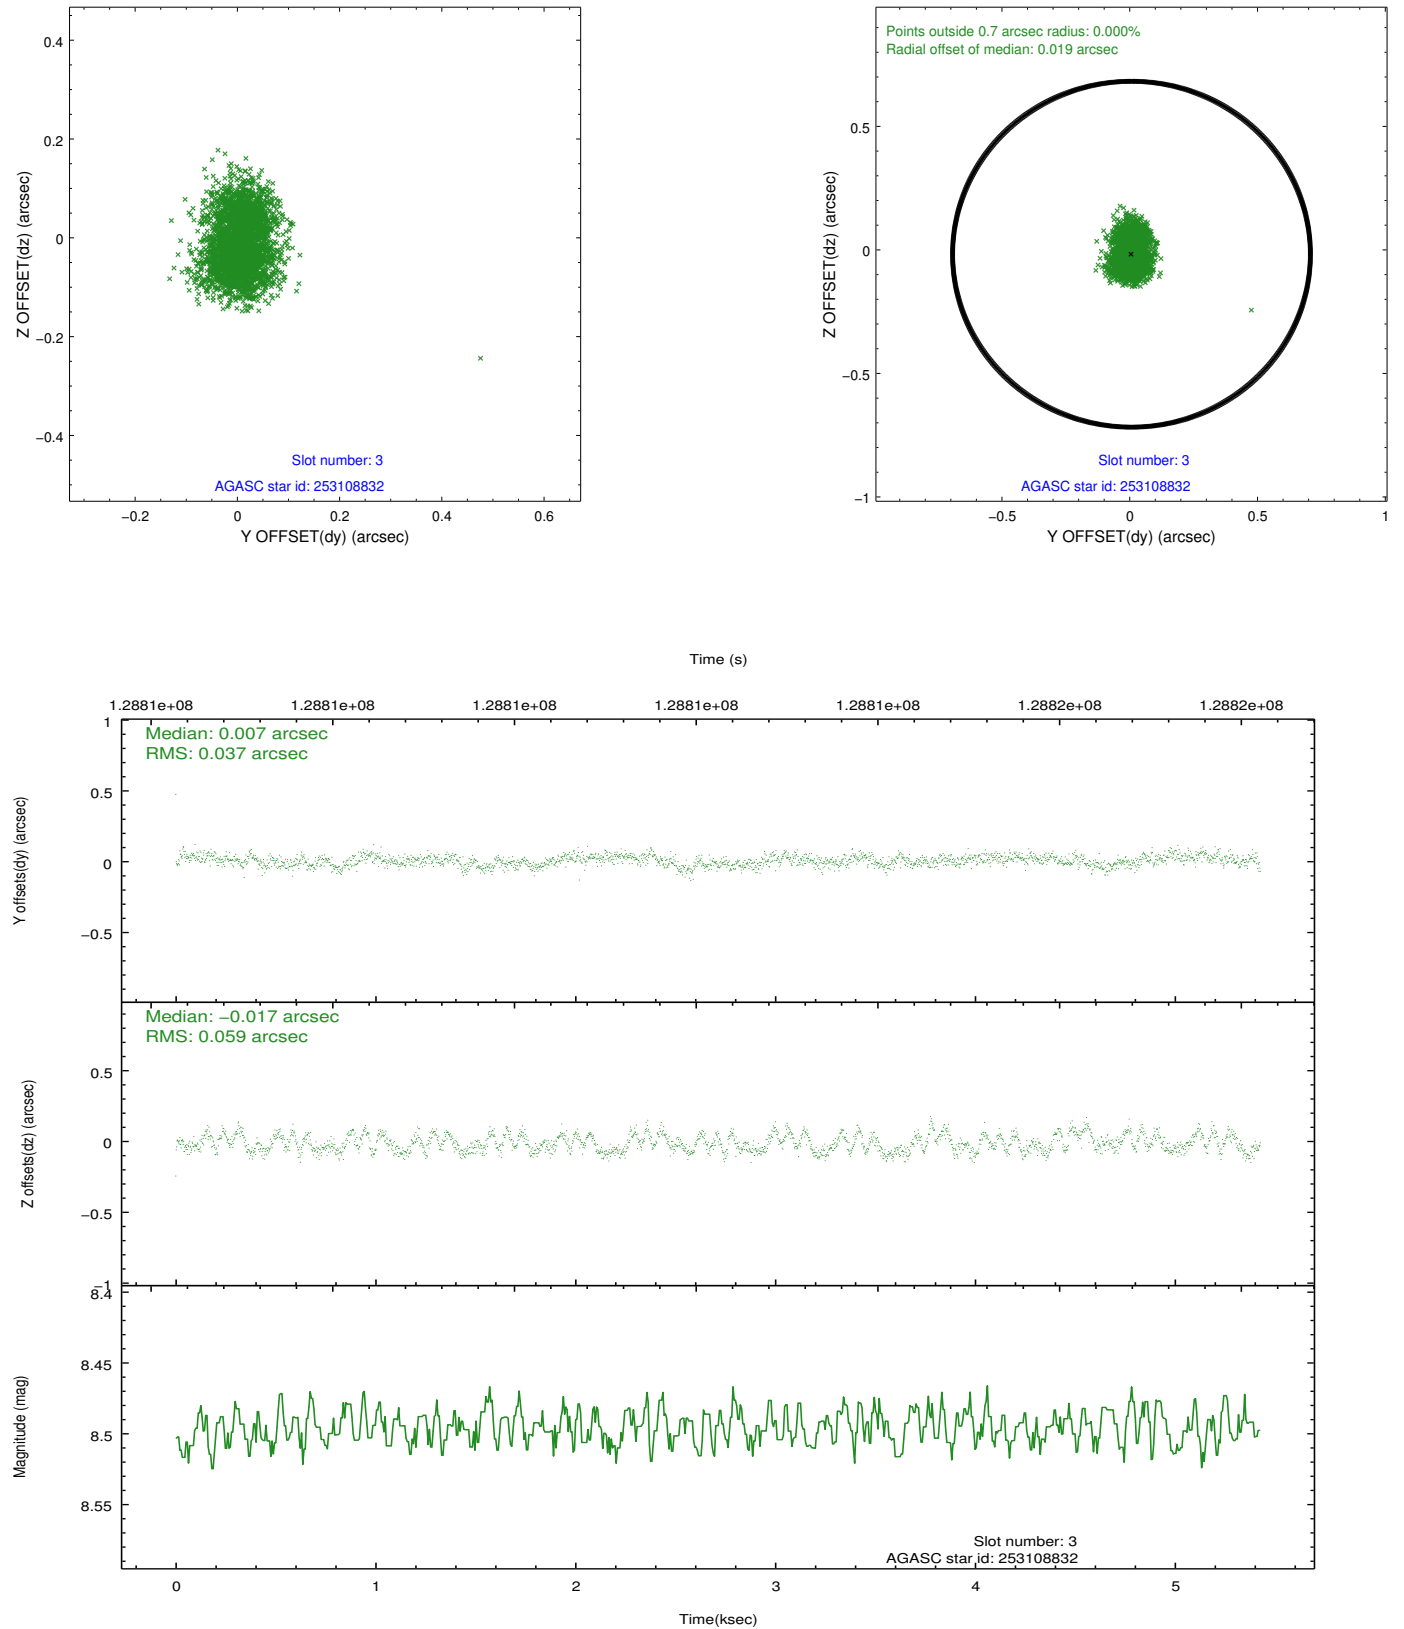 0.4
0.2
0
−0.2
−0.4
Z OFFSET(dz) (arcsec)
Slot number: 3
AGASC star id: 253108832
−0.2 0 0.2 0.4 0.6
Y OFFSET(dy) (arcsec)
Points outside 0.7 arcsec radius: 0.000%
Radial offset of median: 0.019 arcsec
0.5
0
−0.5
−1
Z OFFSET(dz) (arcsec)
Slot number: 3
AGASC star id: 253108832
−0.5 0 0.5 1
Y OFFSET(dy) (arcsec)
Time (s)
1.2881e+08 1.2881e+08 1.2881e+08 1.2881e+08 1.2881e+08 1.2882e+08 1.2882e+08
Median: 0.007 arcsec
RMS: 0.037 arcsec
1
0.5
0
−0.5
Y offsets(dy) (arcsec)
Median: −0.017 arcsec
RMS: 0.059 arcsec
0.5
0
−0.5
−1
Z offsets(dz) (arcsec)
8.4
8.45
8.5
8.55
Magnitude (mag)
Slot number: 3
AGASC star id: 253108832
0 1 2 3 4 5
Time(ksec)